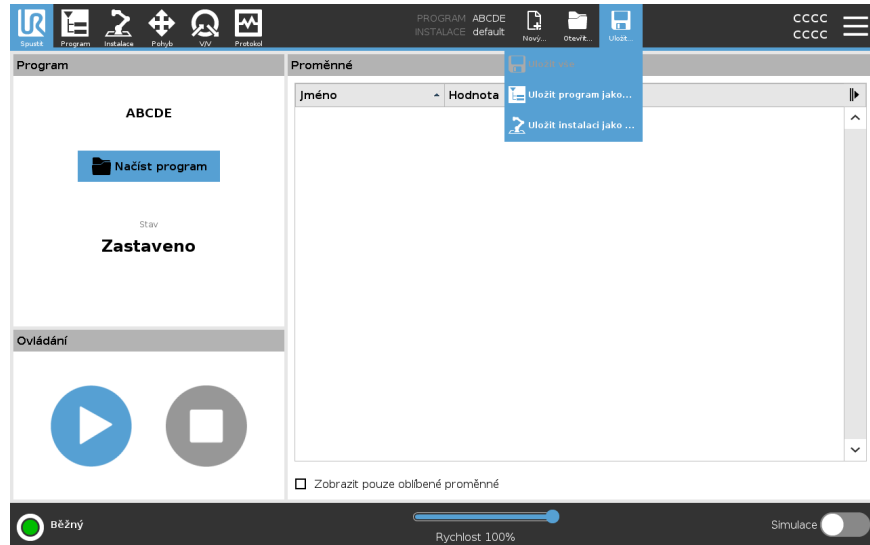 PROGRAM ABCDE
INSTALACE default
cccc
cccc
Spustit Program Instalace Pohyb V/V Protokol
Nový... Otevřít... Uložit...
Program
Proměnné
Uložit vše
Uložit program jako...
Uložit instalaci jako ...
Jméno Hodnota
ABCDE
Načíst program
Stav
Zastaveno
Ovládání
Zobrazit pouze oblíbené proměnné
Běžný
Rychlost 100%
Simulace